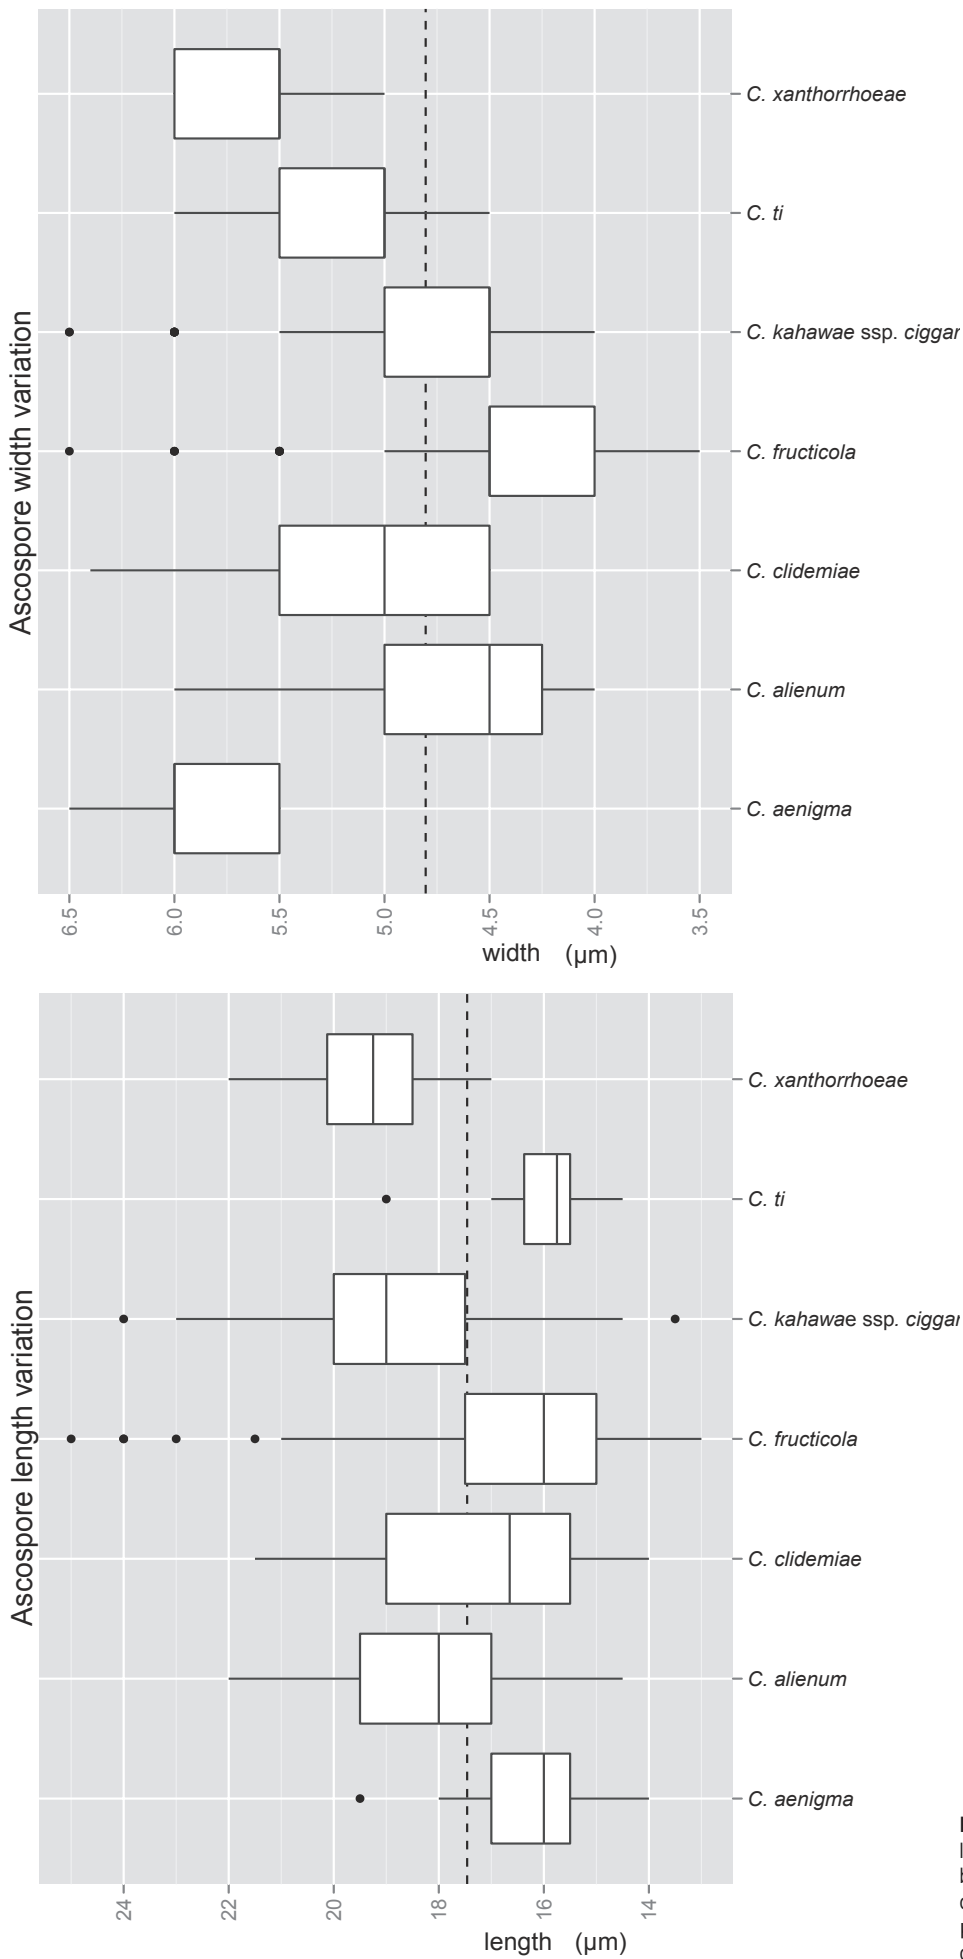 Ascospore width variation
C. xanthorrhoeae
C. ti
C. kahawae ssp. ciggar
C. fructicola
C. clidemiae
C. alienum
C. aenigma
6.5
6.0
5.5
5.0
4.5
4.0
3.5
width (µm)
Ascospore length variation
C. xanthorrhoeae
C. ti
C. kahawae ssp. ciggar
C. fructicola
C. clidemiae
C. alienum
C. aenigma
24
22
20
18
16
14
length (µm)